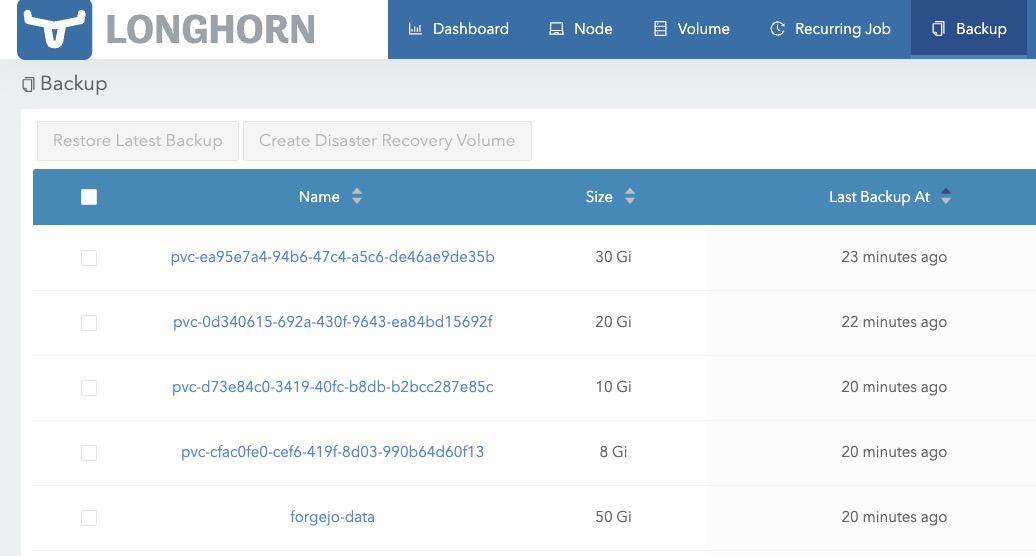 LONGHORN Dashboard Node Volume Recurring Job Backup
Backup
Restore Latest Backup Create Disaster Recovery Volume
Name Size Last Backup At
pvc-ea95e7a4-94b6-47c4-a5c6-de46ae9de35b 30 Gi 23 minutes ago
pvc-0d340615-692a-430f-9643-ea84bd15692f 20 Gi 22 minutes ago
pvc-d73e84c0-3419-40fc-b8db-b2bcc287e85c 10 Gi 20 minutes ago
pvc-cfac0fe0-cef6-419f-8d03-990b64d60f13 8 Gi 20 minutes ago
forgejo-data 50 Gi 20 minutes ago